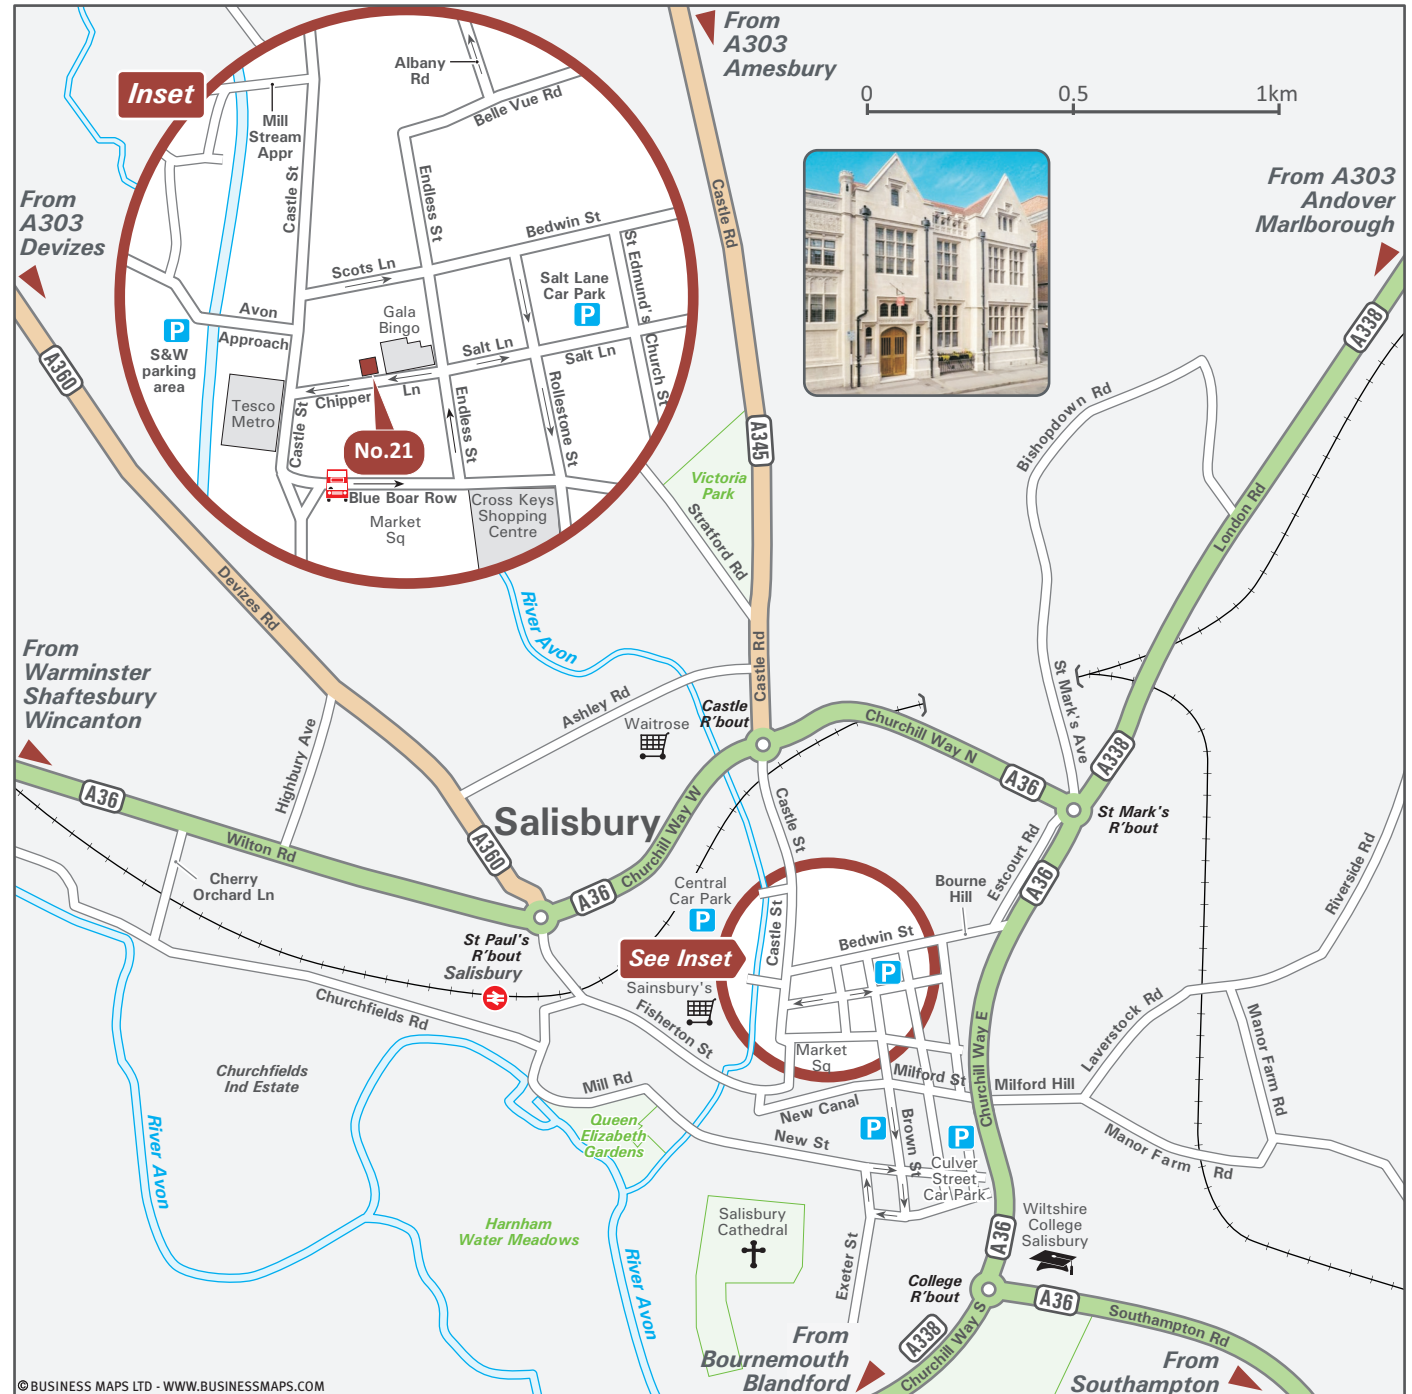 From
A303
Amesbury
0
0.5
1km
Inset
Albany
Rd
Belle Vue Rd
Mill
Stream
Appr
Castle St
Endless St
Bedwin St
Scots Ln
St Edmund's
Church St
Salt Lane
Car Park
P
Avon
Approach
P
S&W
parking
area
Gala
Bingo
Salt Ln
Salt Ln
Chipper
Ln
Tesco
Metro
Castle St
No.21
Endless St
Rollestone St
Blue Boar Row
Market
Sq
Cross Keys
Shopping
Centre
From
A303
Devizes
From A303
Andover
Marlborough
A360
Castle Rd
A345
A338
Bishopdown Rd
London Rd
Victoria
Park
Stratford Rd
Devizes Rd
River Avon
From
Warminster
Shaftesbury
Wincanton
Ashley Rd
Castle Rd
Castle
R'bout
Waitrose
Churchill Way N
St Mark's Ave
A338
A36
St Mark's
R'bout
A36
Highbury Ave
Wilton Rd
Salisbury
Churchill Way W
Castle St
A360
A36
Cherry
Orchard Ln
Central
Car Park
P
Estcourt Rd
A36
Bourne
Hill
Riverside Rd
St Paul's
R'bout
Salisbury
See Inset
Castle St
Bedwin St
P
Sainsbury's
Fisherton St
Churchfields Rd
Market
Sq
Churchill Way E
Laverstock Rd
Manor Farm Rd
Churchfields
Ind Estate
Mill Rd
Milford St
Milford Hill
New Canal
Queen
Elizabeth
Gardens
New St
P
Brown St
P
Manor Farm
Rd
River Avon
Culver
Street
Car Park
Harnham
Water Meadows
River Avon
Salisbury
Cathedral
Exeter St
A36
Wiltshire
College
Salisbury
College
R'bout
A36
Southampton Rd
A338
Churchill Way S
From
Bournemouth
Blandford
From
Southampton
© BUSINESS MAPS LTD - WWW.BUSINESSMAPS.COM